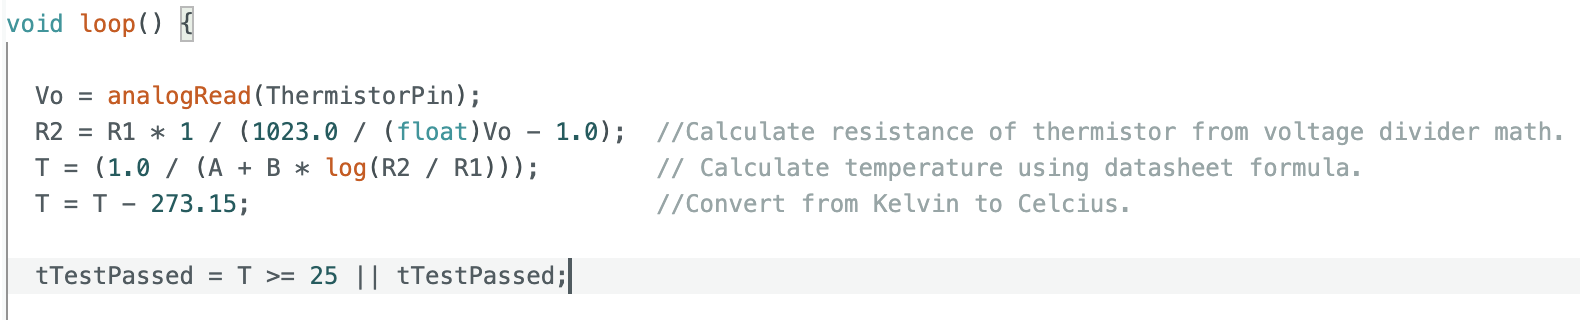 void loop() {
Vo = analogRead(ThermistorPin);
R2 = R1 * 1 / (1023.0 / (float)Vo - 1.0);  //Calculate resistance of thermistor from voltage divider math.
T = (1.0 / (A + B * log(R2 / R1)));        // Calculate temperature using datasheet formula.
T = T - 273.15;                            //Convert from Kelvin to Celcius.
tTestPassed = T >= 25 || tTestPassed;